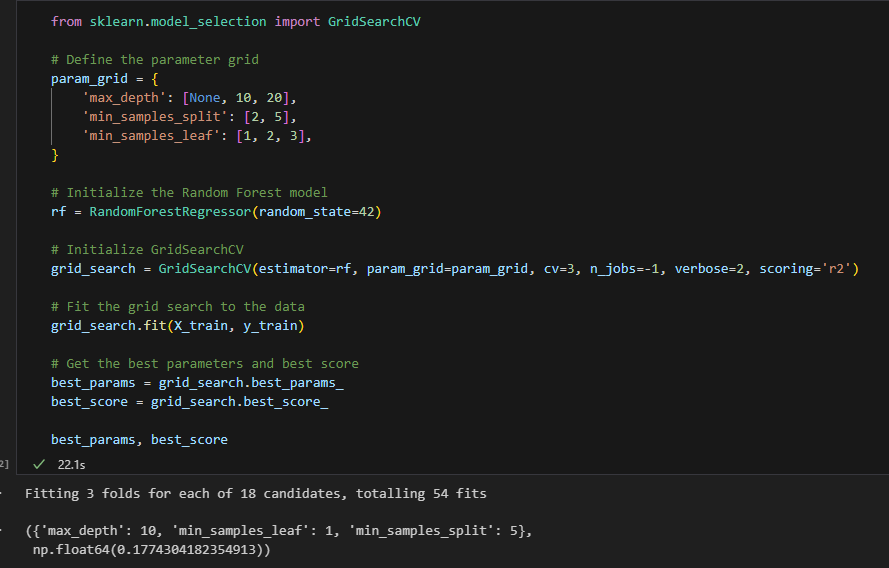 from sklearn.model_selection import GridSearchCV
# Define the parameter grid
param_grid = {
    'max_depth': [None, 10, 20],
    'min_samples_split': [2, 5],
    'min_samples_leaf': [1, 2, 3],
}
# Initialize the Random Forest model
rf = RandomForestRegressor(random_state=42)
# Initialize GridSearchCV
grid_search = GridSearchCV(estimator=rf, param_grid=param_grid, cv=3, n_jobs=-1, verbose=2, scoring='r2')
# Fit the grid search to the data
grid_search.fit(X_train, y_train)
# Get the best parameters and best score
best_params = grid_search.best_params_
best_score = grid_search.best_score_
best_params, best_score
2]
22.1s
Fitting 3 folds for each of 18 candidates, totalling 54 fits
({'max_depth': 10, 'min_samples_leaf': 1, 'min_samples_split': 5},
 np.float64(0.1774304182354913))